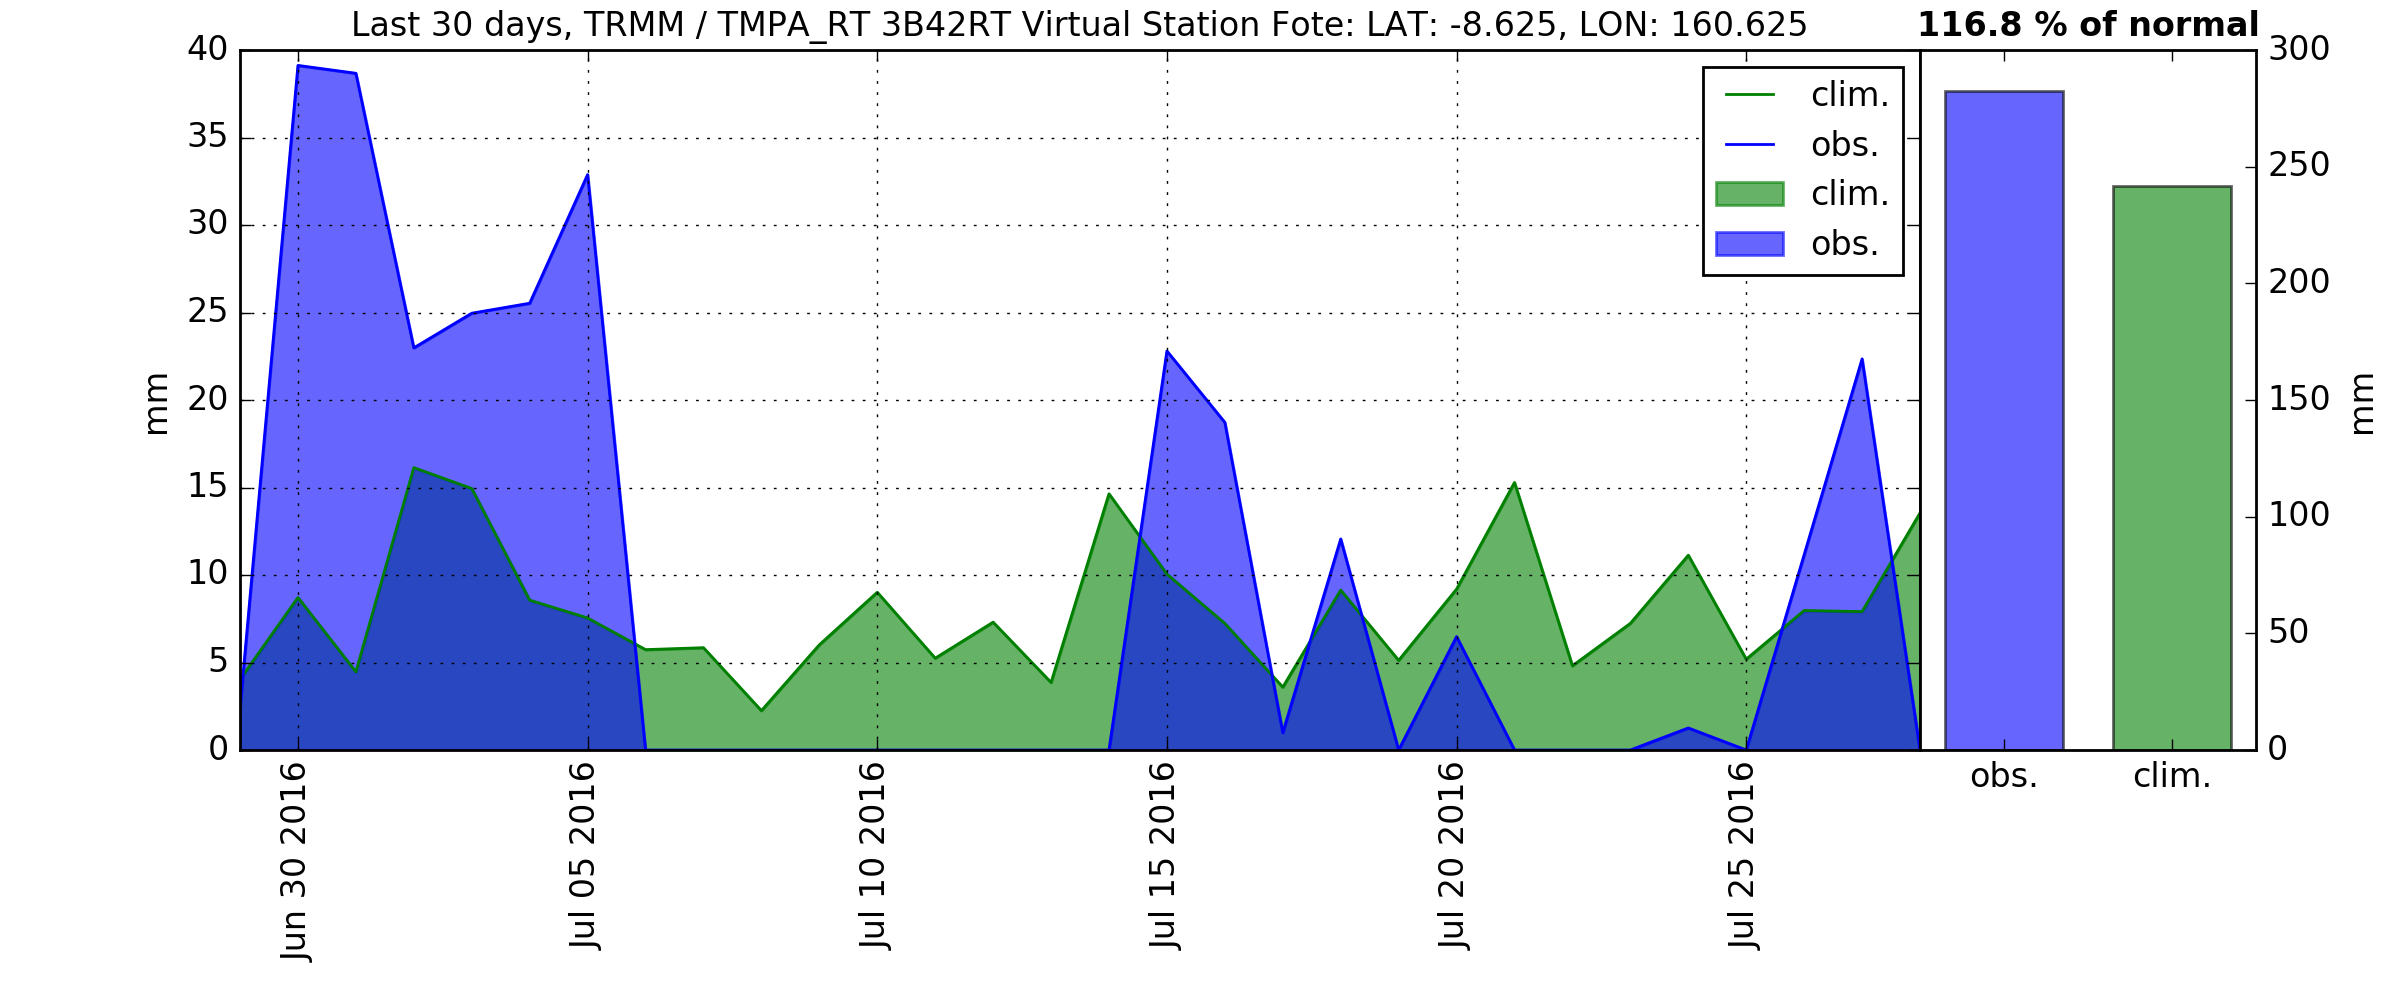 Last 30 days, TRMM / TMPA_RT 3B42RT Virtual Station Fote: LAT: -8.625, LON: 160.625
116.8 % of normal
40
35
30
25
20
15
10
5
0
mm
clim.
obs.
clim.
obs.
Jun 30 2016
Jul 05 2016
Jul 10 2016
Jul 15 2016
Jul 20 2016
Jul 25 2016
300
250
200
150
100
50
0
mm
obs.
clim.